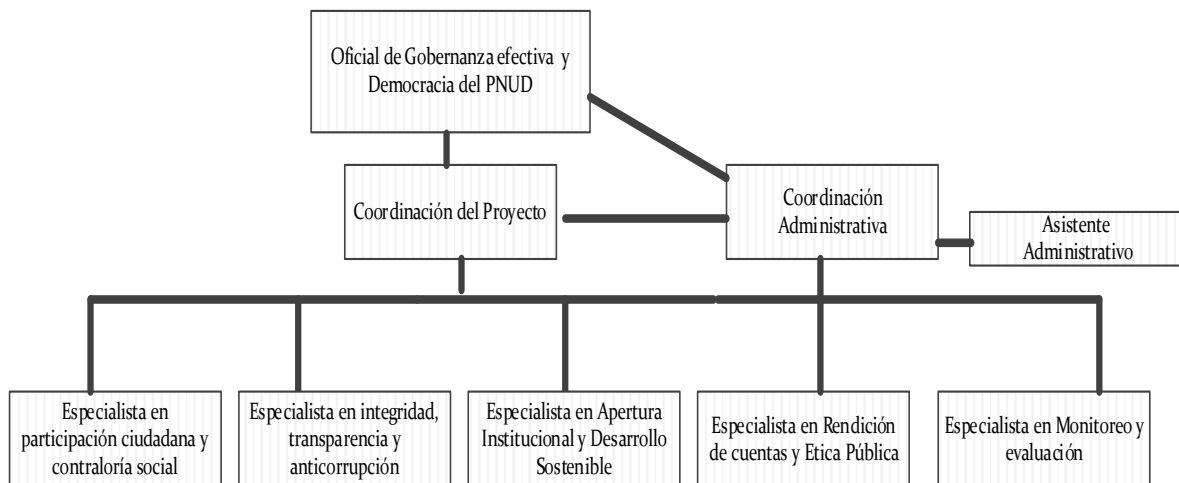 Oficial de Gobernanza efectiva y
Democracia del PNUD
Coordinación del Proyecto
Coordinación
Administrativa
Asistente
Administrativo
Especialista en
participación ciudadana y
contraloría social
Especialista en integridad,
transparencia y
anticorrupción
Especialista en Apertura
Institucional y Desarrollo
Sostenible
Especialista en Rendición
de cuentas y Etica Pública
Especialista en Monitoreo y
evaluación